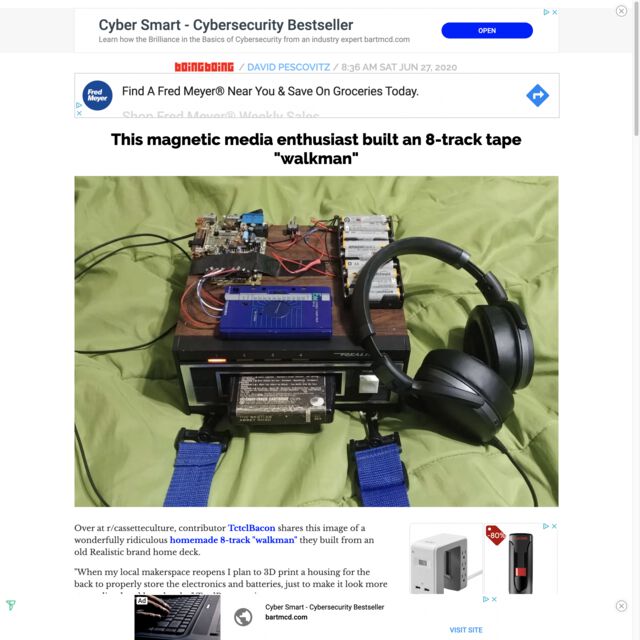 Cyber Smart - Cybersecurity Bestseller
Learn how the Brilliance in the Basics of Cybersecurity from an industry expert bartmcd.com
OPEN
boingboing / DAVID PESCOVITZ / 8:36 AM SAT JUN 27, 2020
Fred Meyer
Find A Fred Meyer® Near You & Save On Groceries Today.
Shop Fred Meyer® Weekly Sales
This magnetic media enthusiast built an 8-track tape
"walkman"
Over at r/cassetteculture, contributor TctclBacon shares this image of a
wonderfully ridiculous homemade 8-track "walkman" they built from an
old Realistic brand home deck.
"When my local makerspace reopens I plan to 3D print a housing for the
back to properly store the electronics and batteries, just to make it look more
-80%
Ad
Cyber Smart - Cybersecurity Bestseller
bartmcd.com
VISIT SITE